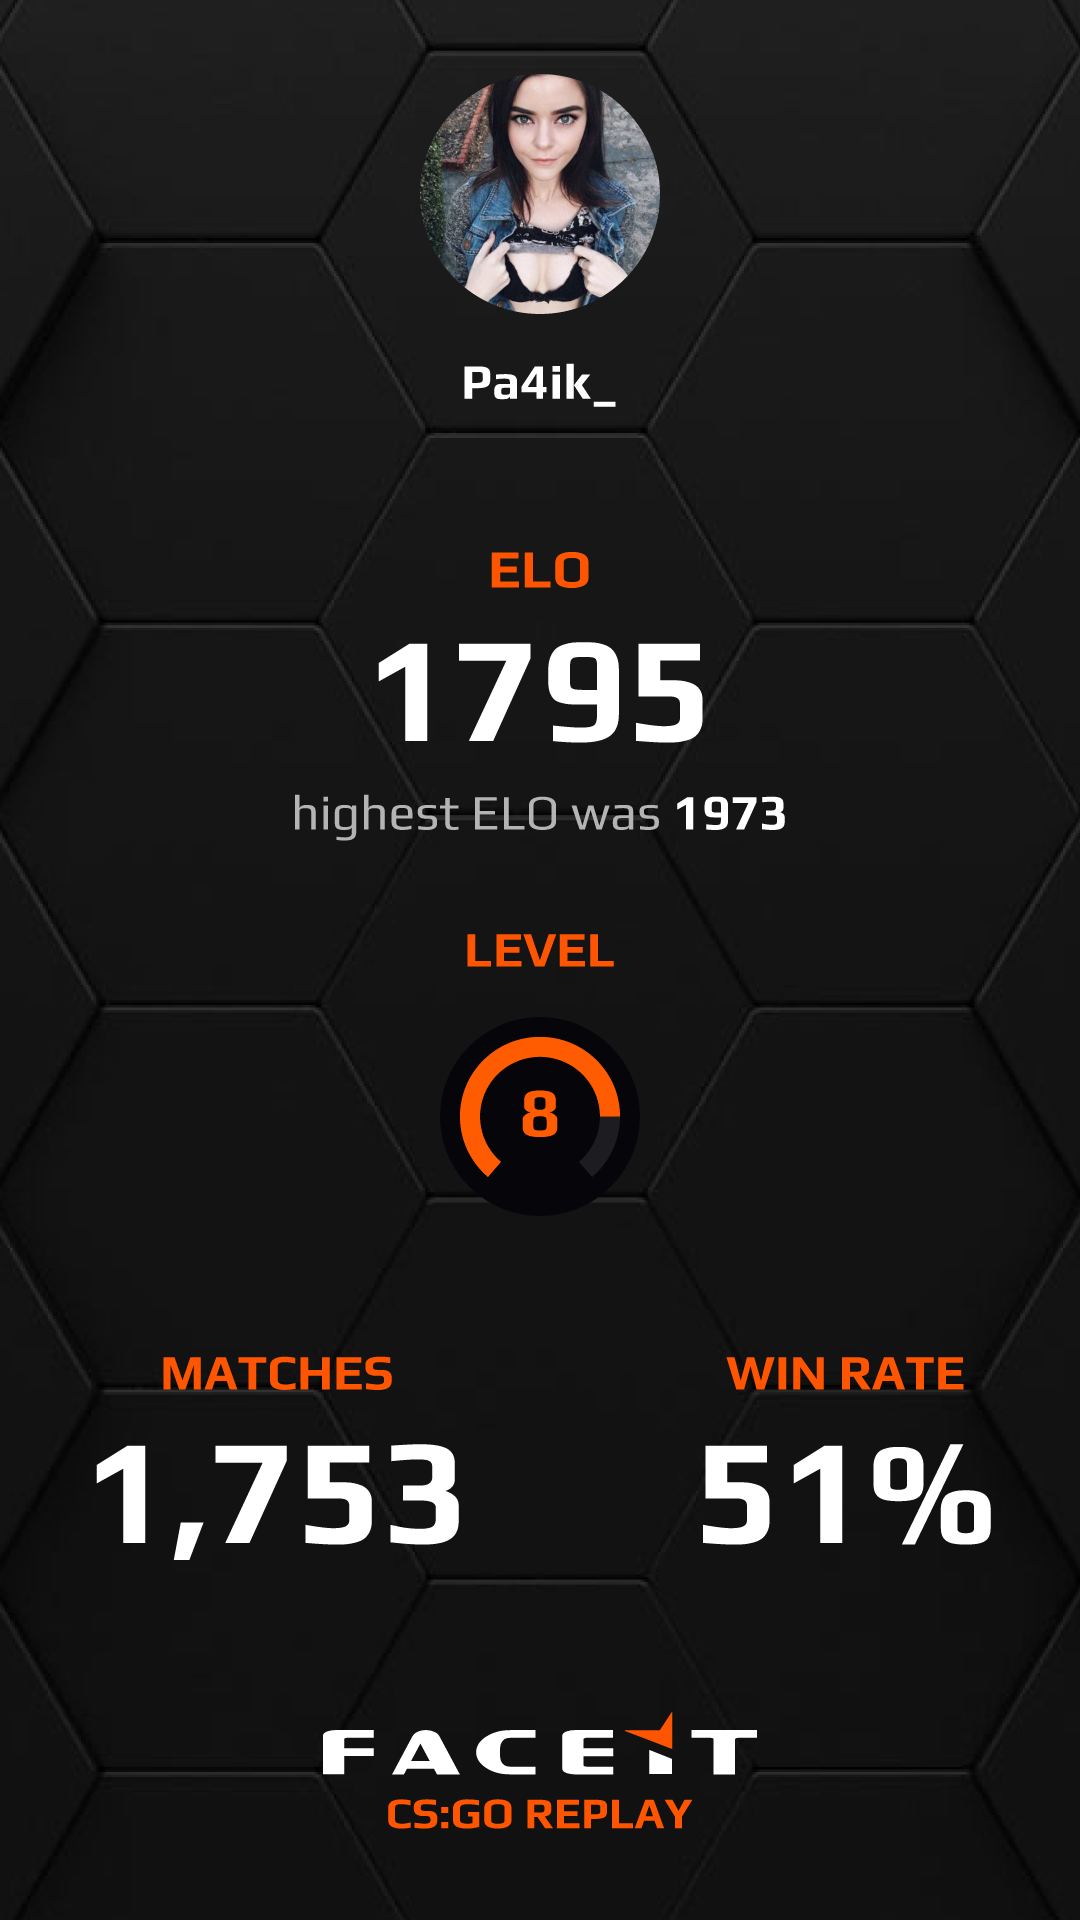 Pa4ik_
ELO
1795
highest ELO was 1973
LEVEL
8
MATCHES
1,753
WIN RATE
51%
FACEIT
CS:GO REPLAY